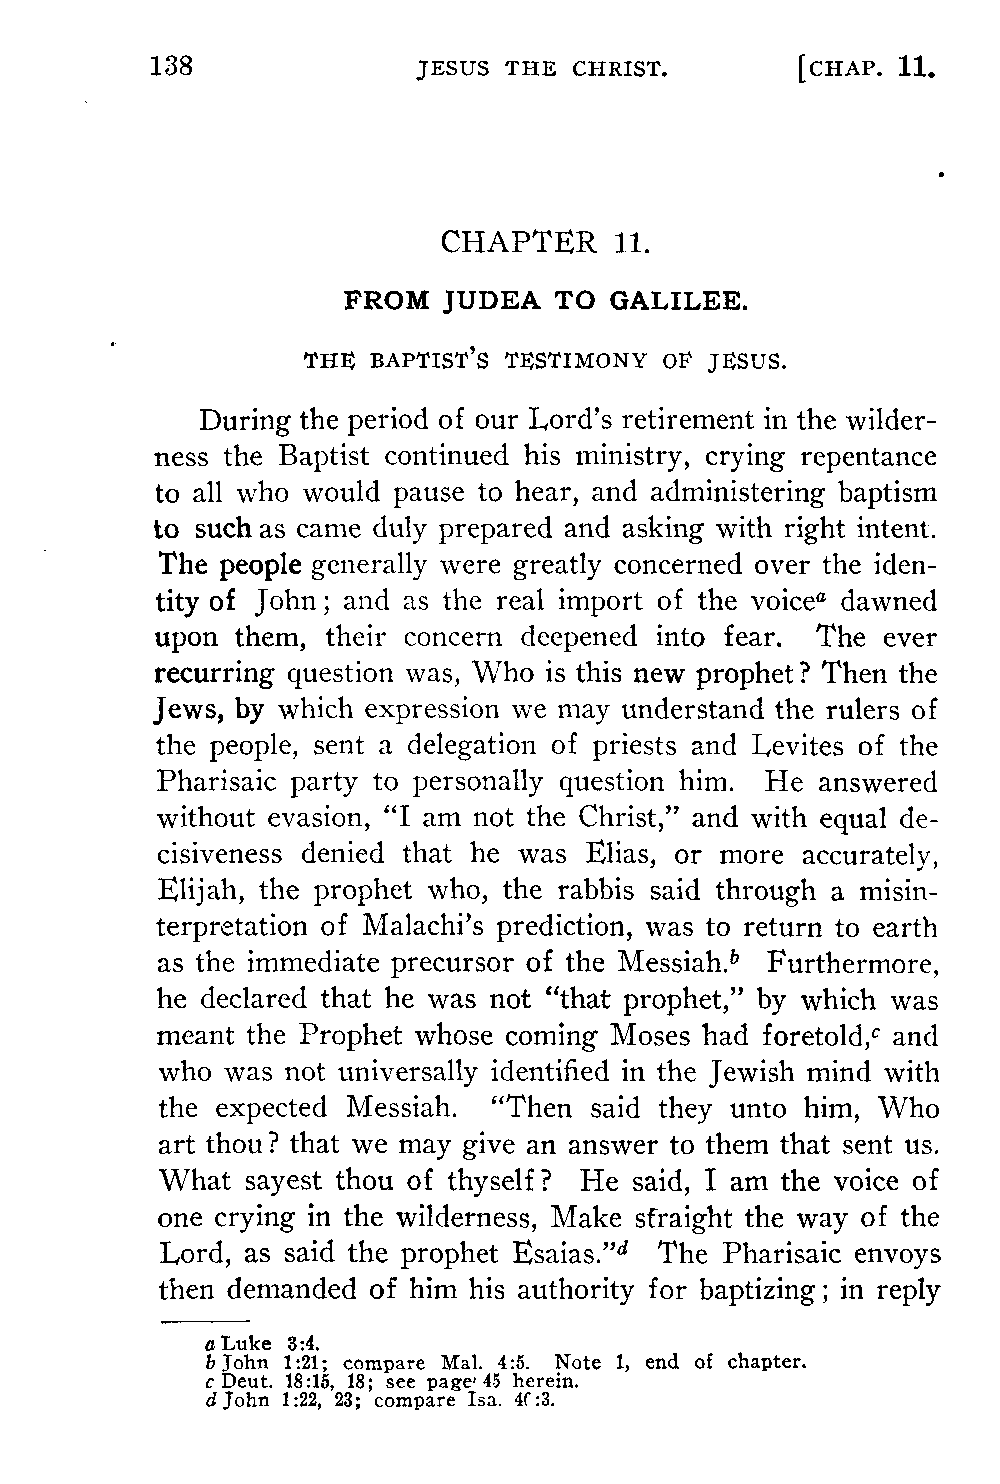 138 JESUS THE CHRIST. [CHAP. 11.
CHAPTER 11.
FROM JUDEA TO GALILEE.
THE BAPTIST'S TESTIMONY OF JESUS.
During the period of our Lord's retirement in the wilder-
ness the Baptist continued his ministry, crying repentance
to all who would pause to hear, and administering baptism
to such as came duly prepared and asking with right intent.
The people generally were greatly concerned over the iden-
tity of John; and as the real import of the voiceᵃ dawned
upon them, their concern deepened into fear. The ever
recurring question was, Who is this new prophet? Then the
Jews, by which expression we may understand the rulers of
the people, sent a delegation of priests and Levites of the
Pharisaic party to personally question him. He answered
without evasion, "I am not the Christ," and with equal de-
cisiveness denied that he was Elias, or more accurately,
Elijah, the prophet who, the rabbis said through a misin-
terpretation of Malachi's prediction, was to return to earth
as the immediate precursor of the Messiah.ᵇ Furthermore,
he declared that he was not "that prophet," by which was
meant the Prophet whose coming Moses had foretold,ᶜ and
who was not universally identified in the Jewish mind with
the expected Messiah. "Then said they unto him, Who
art thou? that we may give an answer to them that sent us.
What sayest thou of thyself? He said, I am the voice of
one crying in the wilderness, Make straight the way of the
Lord, as said the prophet Esaias."ᵈ The Pharisaic envoys
then demanded of him his authority for baptizing; in reply
a Luke 3:4.
b John 1:21; compare Mal. 4:5. Note 1, end of chapter.
c Deut. 18:15, 18; see page 45 herein.
d John 1:22, 23; compare Isa. :3.